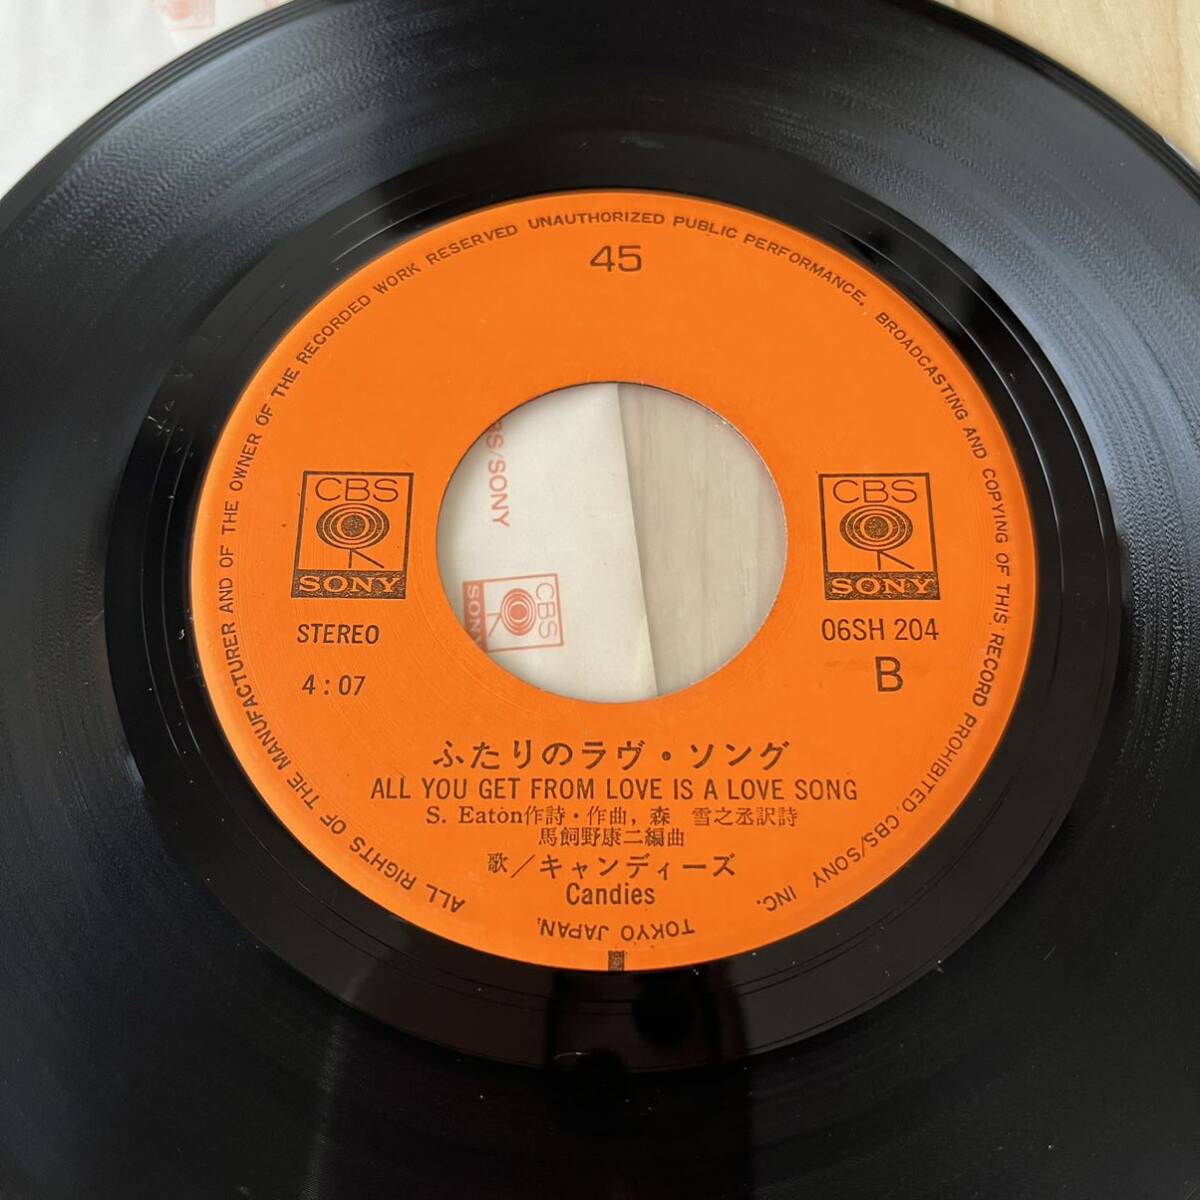 ALL RIGHTS OF THE MANUFACTURER AND OF THE OWNER OF THE RECORDED WORK RESERVED UNAUTHORIZED PUBLIC PERFORMANCE. BROADCASTING AND COPYING OF THIS RECORD PROHIBITED. CBS/SONY INC.
TOKYO JAPAN.
45
CBS
SONY
STEREO
4:07
CBS
SONY
06SH 204
B
CBS/SONY
CBS
SONY
ふたりのラヴ・ソング
ALL YOU GET FROM LOVE IS A LOVE SONG
S. Eaton作詩・作曲, 森 雪之丞訳詩
馬飼野康二編曲
歌/キャンディーズ
Candies